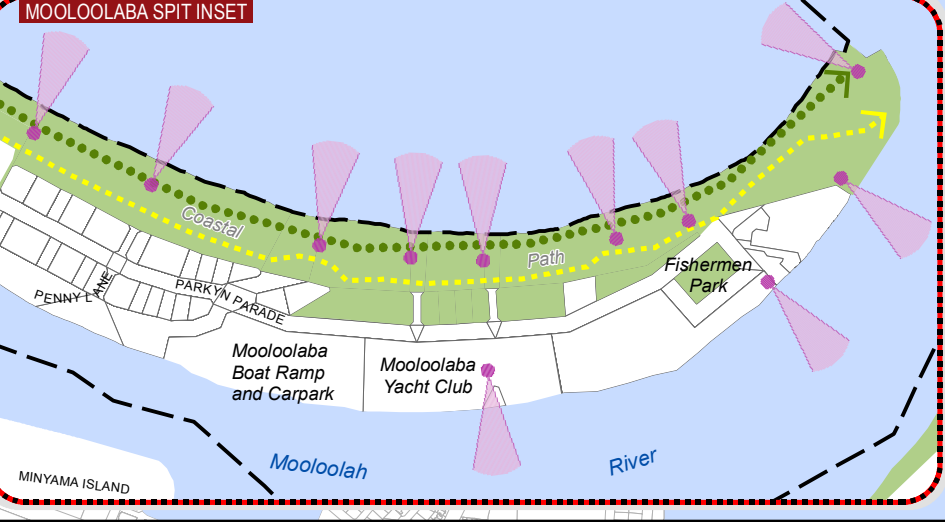 MOOLOOLABA SPIT INSET
Coastal
Path
Fishermen
Park
PENNY LANE
PARKYN PARADE
Mooloolaba
Boat Ramp
and Carpark
Mooloolaba
Yacht Club
Mooloolah
River
MINYAMA ISLAND